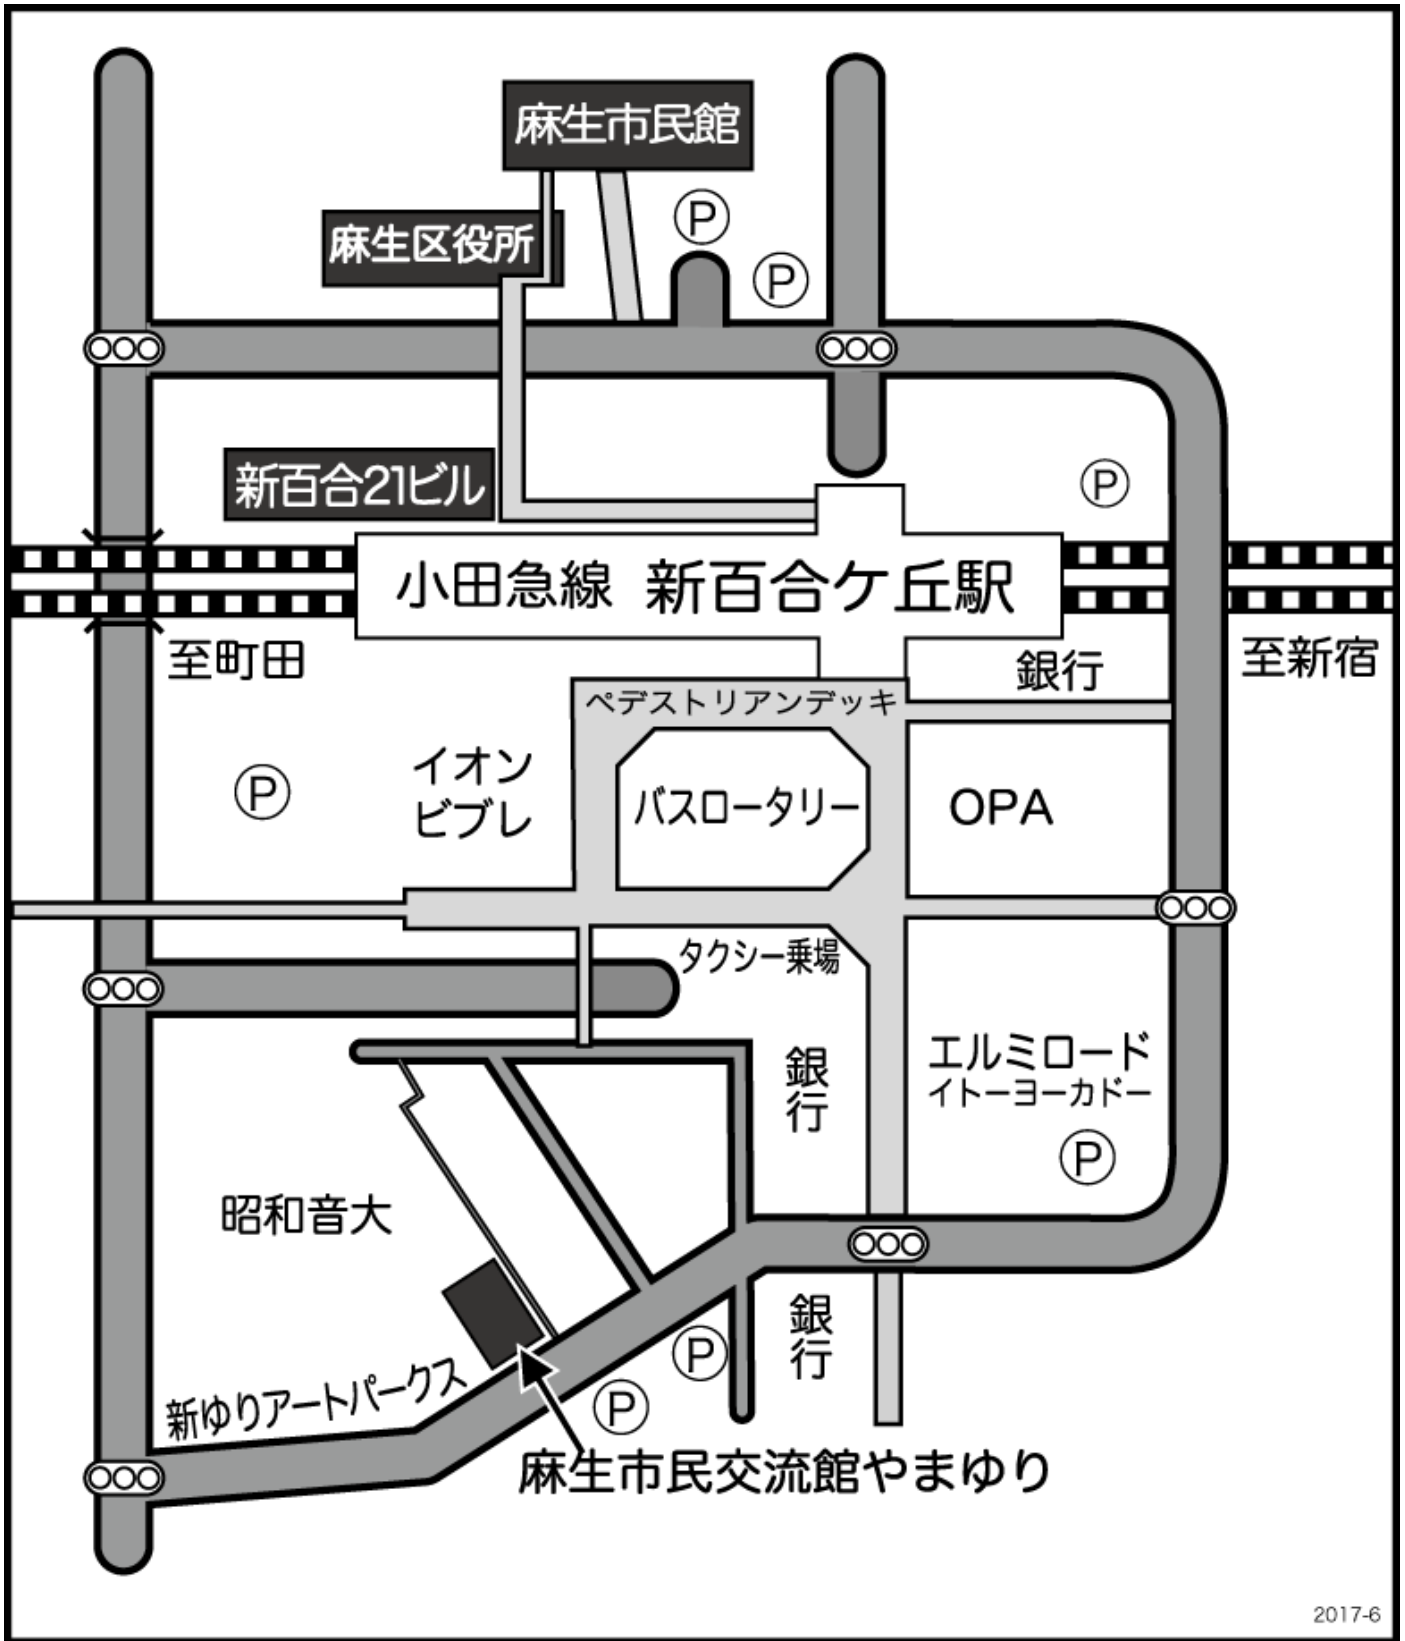 麻生市民館
P
麻生区役所
P
新百合21ビル
P
小田急線 新百合ケ丘駅
至町田
銀行
至新宿
ペデストリアンデッキ
イオン
ビブレ
P
バスロータリー
OPA
タクシー乗場
銀行
エルミロード
イトーヨーカドー
P
昭和音大
銀行
P
新ゆりアートパークス
P
麻生市民交流館やまゆり
2017-6